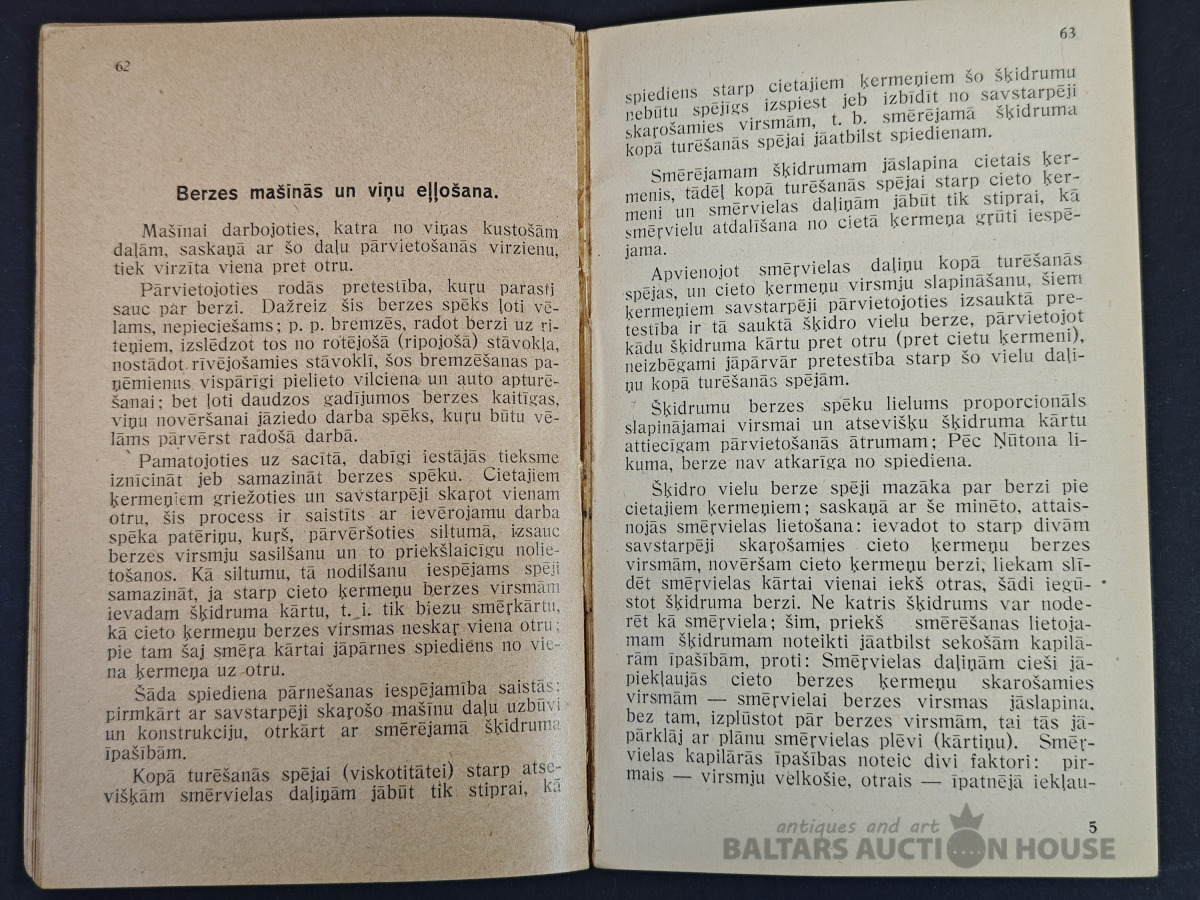 62
Berzes mašīnās un viņu eļļošana.
Mašīnai darbojoties, katra no viņas kustošām
daļām, saskaņā ar šo daļu pārvietošanās virzienu,
tiek virzīta viena pret otru.
Pārvietojoties rodās pretestība, kuŗu parasti
sauc par berzi. Dažreiz šis berzes spēks ļoti vē-
lams, nepieciešams; p. p. bremzēs, radot berzi uz ri-
teņiem, izslēdzot tos no rotējošā (ripojošā) stāvokļa,
nostādot rīvējošamies stāvoklī, šos bremzēšanas pa-
ņēmienus vispārīgi pielieto vilciena un auto apturē-
šanai; bet ļoti daudzos gadījumos berzes kaitīgas,
viņu novēršanai jāziedo darba spēks, kuŗu būtu vē-
lāms pārvērst radošā darbā.
Pamatojoties uz sacītā, dabīgi iestājās tieksme
iznīcināt jeb samazināt berzes spēku. Cietajiem
ķermeņiem griežoties un savstarpēji skaŗot vienam
otru, šis process ir saistīts ar ievērojamu darba
spēka patēriņu, kuŗš, pārvēršoties siltumā, izsauc
berzes virsmju sasilšanu un to priekšlaicīgu nolie-
tošanos. Kā siltumu, tā nodilšanu iespējams spēji
samazināt, ja starp cieto ķermeņu berzes virsmām
ievadam šķidruma kārtu, t. i. tik biezu smērkārtu,
kā cieto ķermeņu berzes virsmas neskaŗ viena otru;
pie tam šaj smēra kārtai jāpārnes spiediens no vie-
na ķermeņa uz otru.
Šāda spiediena pārnešanas iespējamība saistās:
pirmkārt ar savstarpēji skaŗošo mašīnu daļu uzbūvi
un konstrukciju, otrkārt ar smērējamā šķidruma
īpašībām.
Kopā turēšanās spējai (viskotitātei) starp atse-
višķām smērvielas daļiņām jābūt tik stiprai, kā
63
spiediens starp cietajiem ķermeņiem šo šķidrumu
nebūtu spējīgs izspiest jeb izbīdīt no savstarpēji
skaŗošamies virsmām, t. b. smērējamā šķidruma
kopā turēšanās spējai jāatbilst spiedienam.
Smērējamam šķidrumam jāslapina cietais ķer-
menis, tādēļ kopā turēšanās spējai starp cieto ķer-
meni un smērvielas daļiņām jābūt tik stiprai, kā
smērvielu atdalīšana no cietā ķermeņa gŗūti iespē-
jama.
Apvienojot smēŗvielas daļiņu kopā turēšanās
spējas, un cieto ķermeņu virsmju slapināšanu, šiem
ķermeņiem savstarpēji pārvietojoties izsauktā pre-
testība ir tā sauktā šķidro vielu berze, pārvietojot
kādu šķidruma kārtu pret otru (pret cietu ķermeni),
neizbēgami jāpārvār pretestība starp šo vielu daļi-
ņu kopā turēšanās spējām.
Šķidrumu berzes spēku lielums proporcionāls
slapinājamai virsmai un atsevišku šķidruma kārtu
attiecīgam pārvietošanās ātrumam; Pēc Ņūtona li-
kuma, berze nav atkarīga no spiediena.
Šķidro vielu berze spēji mazāka par berzi pie
cietajiem ķermeņiem; saskaņā ar še minēto, attais-
nojās smērvielas lietošana: ievadot to starp divām
savstarpēji skaŗošamies cieto ķermeņu berzes
virsmām, novēršam cieto ķermeņu berzi, liekam slī-
dēt smērvielas kārtai vienai iekš otras, šādi iegū-
stot šķidruma berzi. Ne katris šķidrums var node-
rēt kā smērviela; šim, priekš smērēšanas lietoja-
mam šķidrumam noteikti jāatbilst sekošām kapilā-
rām īpašībām, proti: Smērvielas daļiņām cieši jā-
piekļaujās cieto berzes ķermeņu skarošamies
virsmām — smērvielai berzes virsmas jāslapina,
bez tam, izplūstot pār berzes virsmām, tai tās jā-
pārklāj ar plānu smērvielas plēvi (kārtiņu). Smēŗ-
vielas kapilārās īpašības noteic divi faktori: pir-
mais — virsmju velkošie, otrais — īpatnējā iekļau-
5
antiques and art
BALTARS AUCTION HOUSE